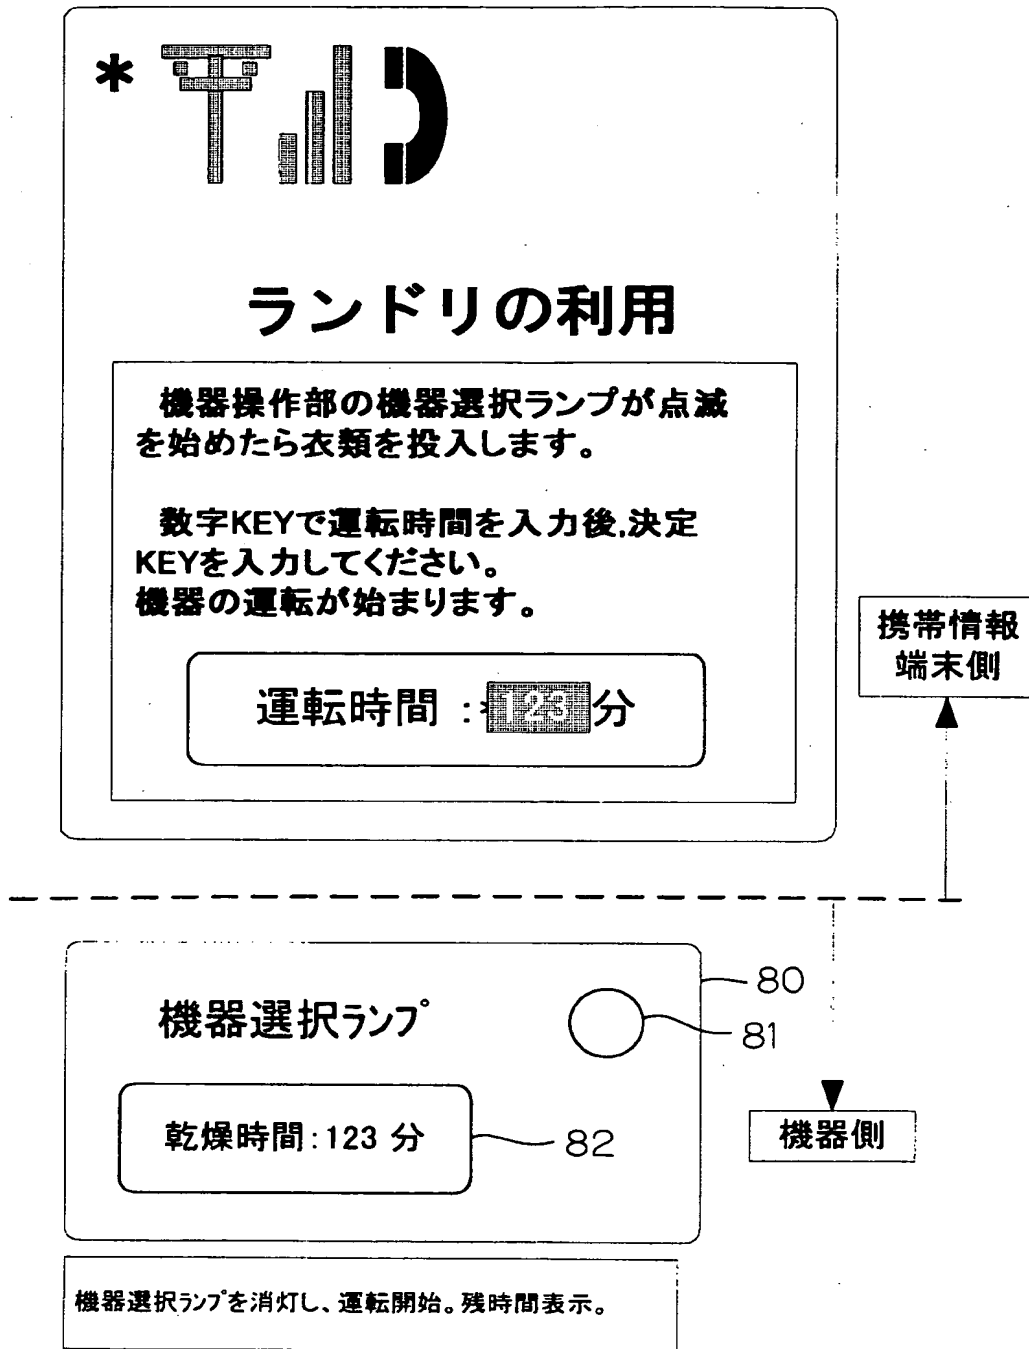 *
ランドリの利用
機器操作部の機器選択ランプが点滅
を始めたら衣類を投入します。
数字KEYで運転時間を入力後,決定
KEYを入力してください。
機器の運転が始まります。
運転時間 :*123 分
携帯情報
端末側
機器選択ランプ
80
81
乾燥時間:123 分
82
機器側
機器選択ランプを消灯し、運転開始。残時間表示。